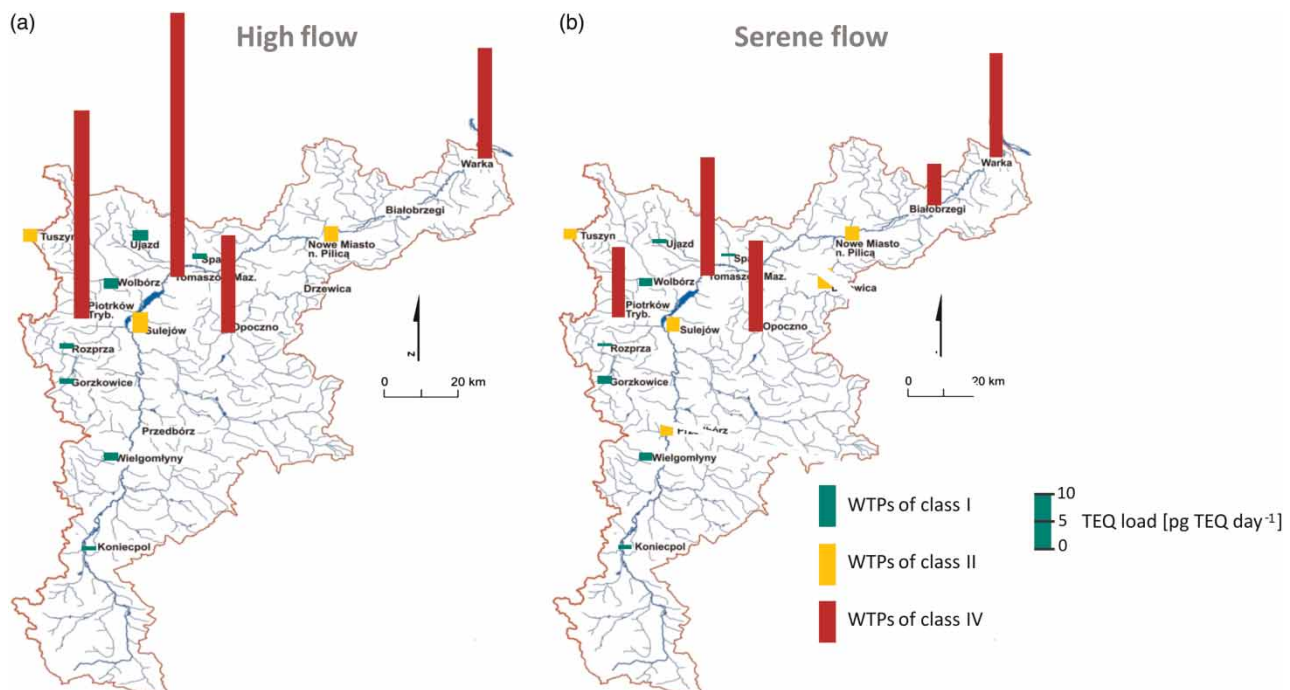 (a)
High flow
Warka
Białobrzegi
Tuszyn
Ujazd
Nowe Miasto
n. Pilicą
Spa
Tomaszów Maz.
Wolbórz
Drzewica
Piotrków
Tryb.
Sulejów
Opoczno
Rozprza
Gorzkowice
0 20 km
Przedbórz
Wielgomłyny
Koniecpol
(b)
Serene flow
Warka
Białobrzegi
Tuszyn
Ujazd
Nowe Miasto
n. Pilicą
Spa
Tomaszów Maz.
Wolbórz
Piotrków
Tryb.
Sulejów
Opoczno
Rozprza
Gorzkowice
0 20 km
Wielgomłyny
Koniecpol
WTPs of class I
WTPs of class II
WTPs of class IV
10
5
0
TEQ load [pg TEQ day⁻¹]